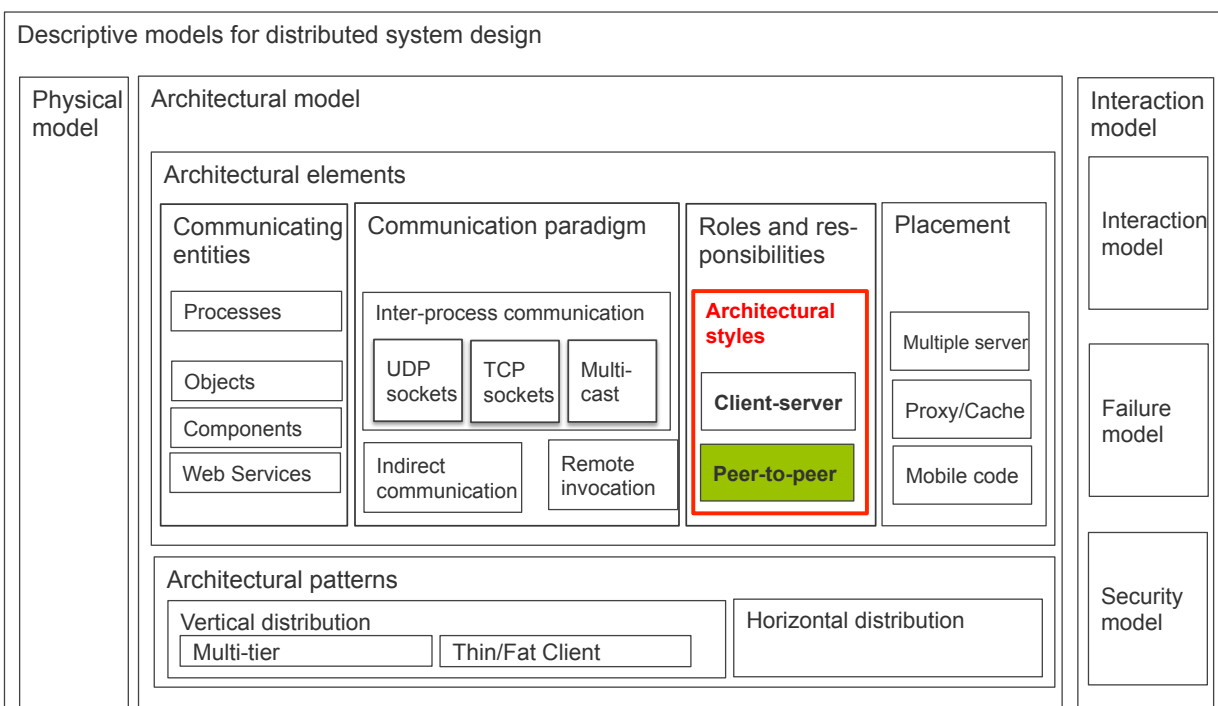 Descriptive models for distributed system design
Physical
model
Architectural model
Architectural elements
Communicating
entities
Processes
Objects
Components
Web Services
Communication paradigm
Inter-process communication
UDP
sockets
TCP
sockets
Multi-
cast
Indirect
communication
Remote
invocation
Roles and res-
ponsibilities
Architectural
styles
Client-server
Peer-to-peer
Placement
Multiple server
Proxy/Cache
Mobile code
Architectural patterns
Vertical distribution
Multi-tier
Thin/Fat Client
Horizontal distribution
Interaction
model
Interaction
model
Failure
model
Security
model